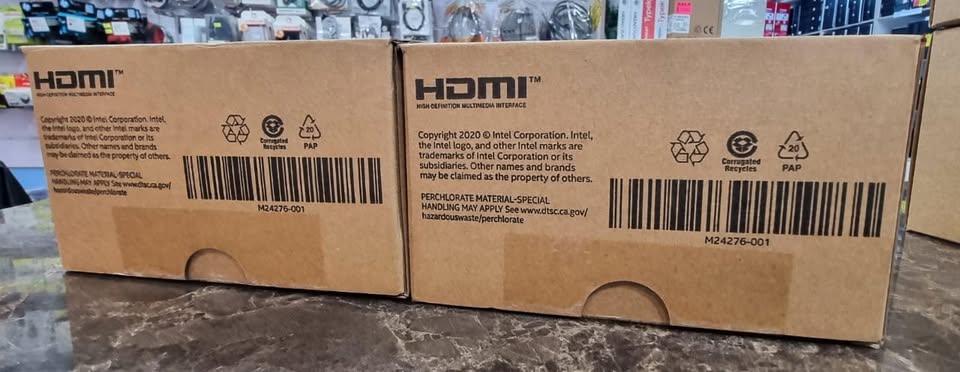 HDMI™
HIGH-DEFINITION MULTIMEDIA INTERFACE
Copyright 2020 © Intel Corporation. Intel,
the Intel logo, and other Intel marks are
trademarks of Intel Corporation or its
subsidiaries. Other names and brands
may be claimed as the property of others.
Corrugated
Recycles
20
PAP
PERCHLORATE MATERIAL-SPECIAL
HANDLING MAY APPLY See www.dtsc.ca.gov/
hazardouswaste/perchlorate
M24276-001
HDMI™
HIGH-DEFINITION MULTIMEDIA INTERFACE
Copyright 2020 © Intel Corporation. Intel,
the Intel logo, and other Intel marks are
trademarks of Intel Corporation or its
subsidiaries. Other names and brands
may be claimed as the property of others.
Corrugated
Recycles
20
PAP
PERCHLORATE MATERIAL-SPECIAL
HANDLING MAY APPLY See www.dtsc.ca.gov/
hazardouswaste/perchlorate
M24276-001